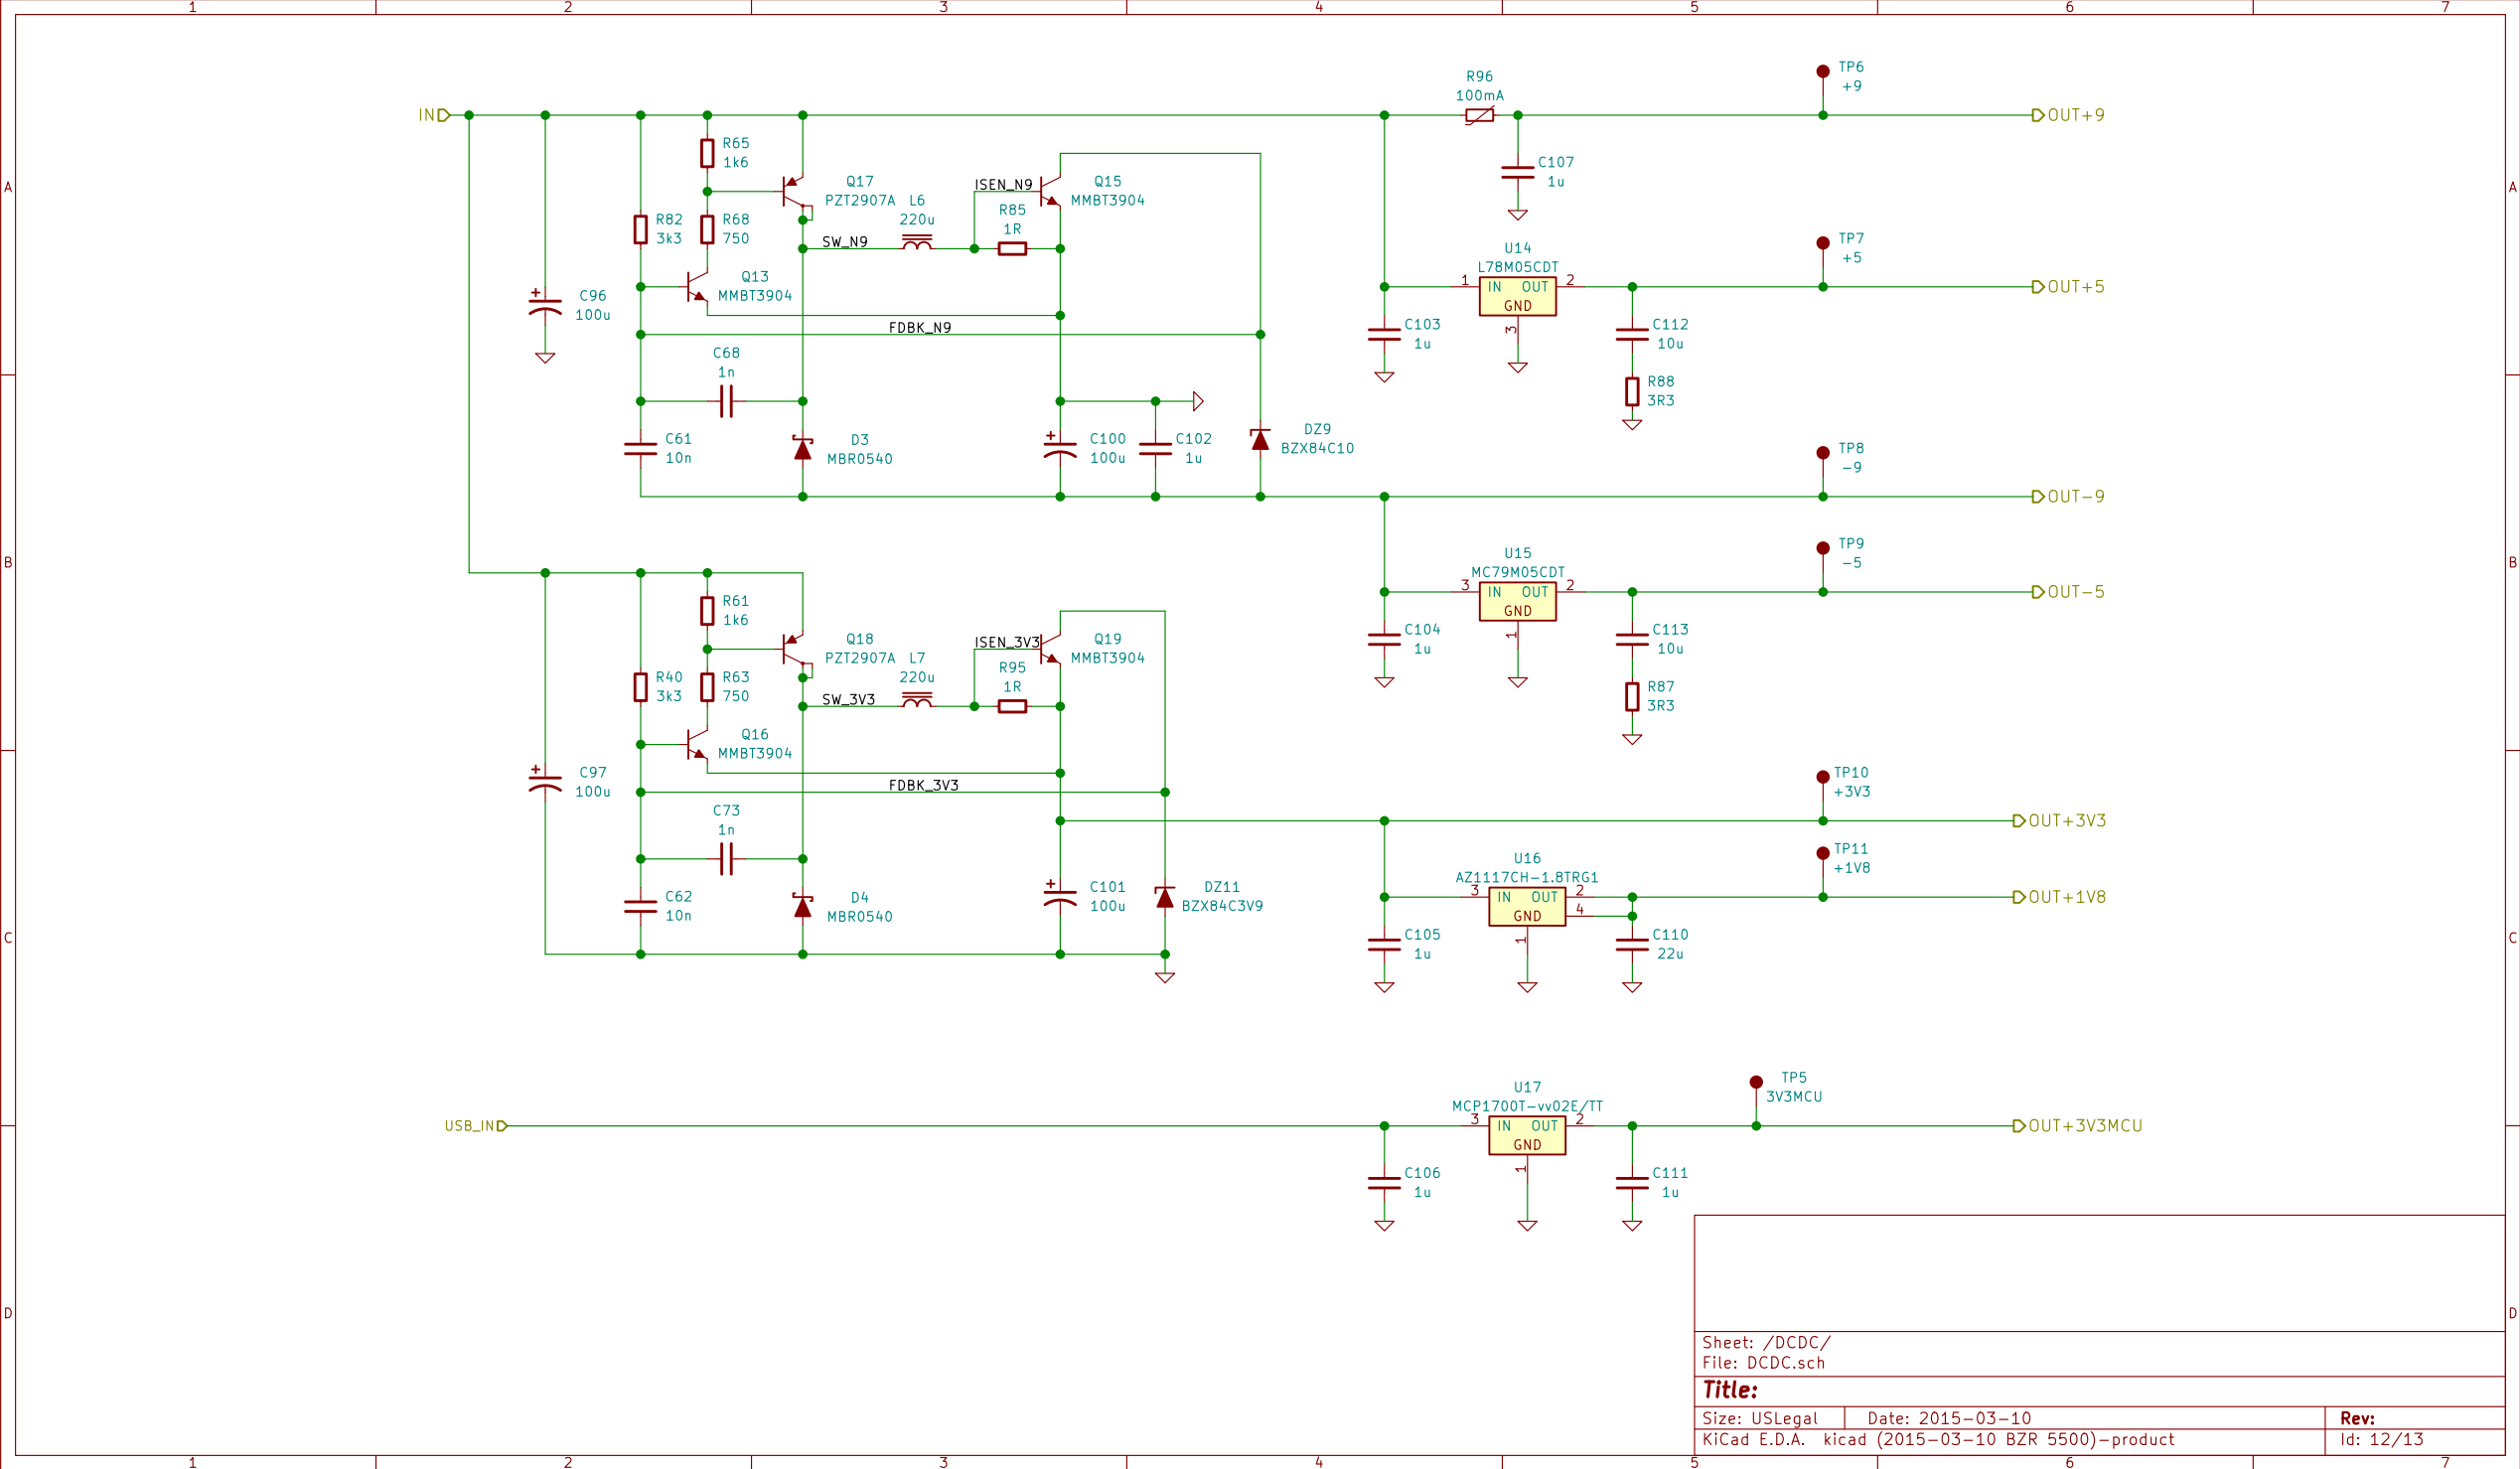 1 2 3 4 5 6 7
A
B
C
D
A
B
C
D
IN
R65
1k6
Q17
PZT2907A
L6
220u
ISEN_N9
Q15
MMBT3904
R82
3k3
R68
750
R85
1R
SW_N9
Q13
MMBT3904
C96
100u
FDBK_N9
C68
1n
C61
10n
D3
MBR0540
C100
100u
C102
1u
DZ9
BZX84C10
R96
100mA
C107
1u
TP6
+9
OUT+9
U14
L78M05CDT
1 IN OUT 2
GND
3
C103
1u
C112
10u
R88
3R3
TP7
+5
OUT+5
TP8
-9
OUT-9
U15
MC79M05CDT
3 IN OUT 2
GND
1
C104
1u
C113
10u
R87
3R3
TP9
-5
OUT-5
R61
1k6
Q18
PZT2907A
L7
220u
ISEN_3V3
Q19
MMBT3904
R40
3k3
R63
750
R95
1R
SW_3V3
Q16
MMBT3904
C97
100u
FDBK_3V3
C73
1n
C62
10n
D4
MBR0540
C101
100u
DZ11
BZX84C3V9
TP10
+3V3
OUT+3V3
U16
AZ1117CH-1.8TRG1
3 IN OUT 2
4
GND
1
C105
1u
C110
22u
TP11
+1V8
OUT+1V8
USB_IN
U17
MCP1700T-vv02E/TT
3 IN OUT 2
GND
1
C106
1u
C111
1u
TP5
3V3MCU
OUT+3V3MCU
Sheet: /DCDC/
File: DCDC.sch
Title:
Size: USLegal Date: 2015-03-10 Rev:
KiCad E.D.A. kicad (2015-03-10 BZR 5500)-product Id: 12/13
1 2 3 4 5 6 7